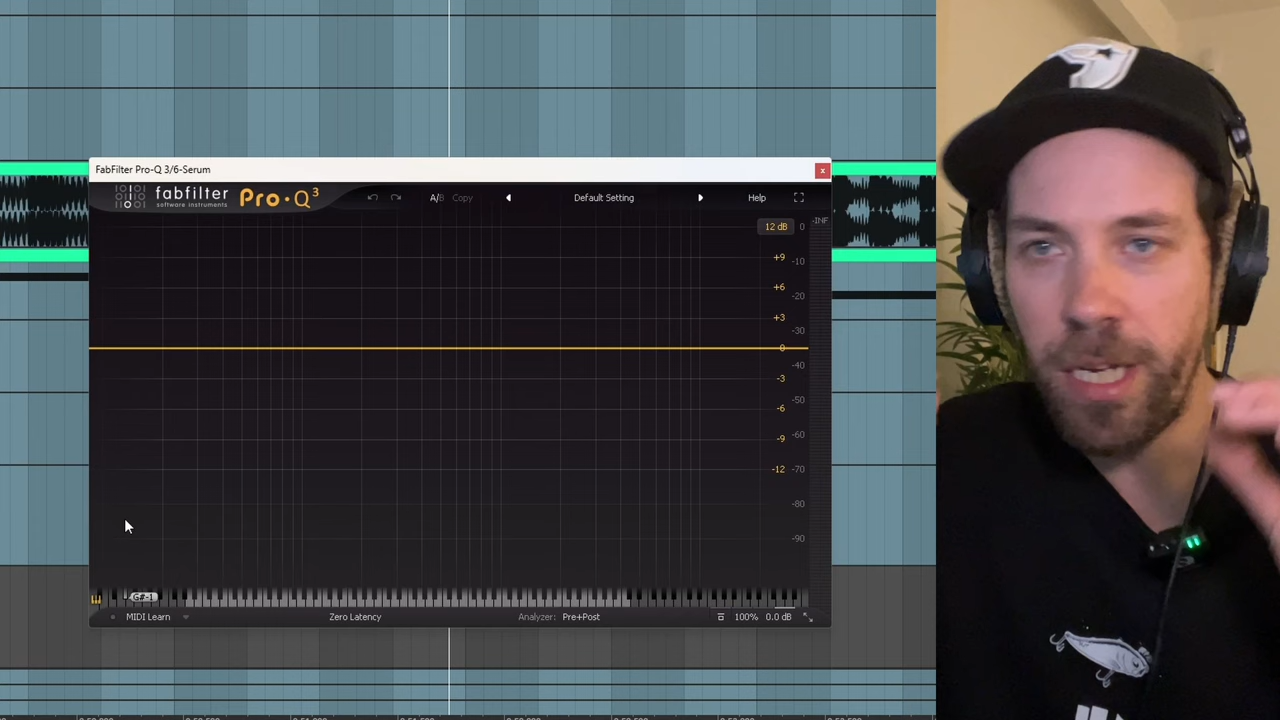 FabFilter Pro-Q 3/6-Serum
x
fabfilter
software instruments
Pro·Q3
A/B Copy
Default Setting
Help
12 dB 0 -INF
+9 -10
+6 -20
+3 -30
0 -40
-3 -50
-6 -60
-9
-12 -70
-80
-90
G#-1
MIDI Learn
Zero Latency
Analyzer: Pre+Post
100% 0.0 dB